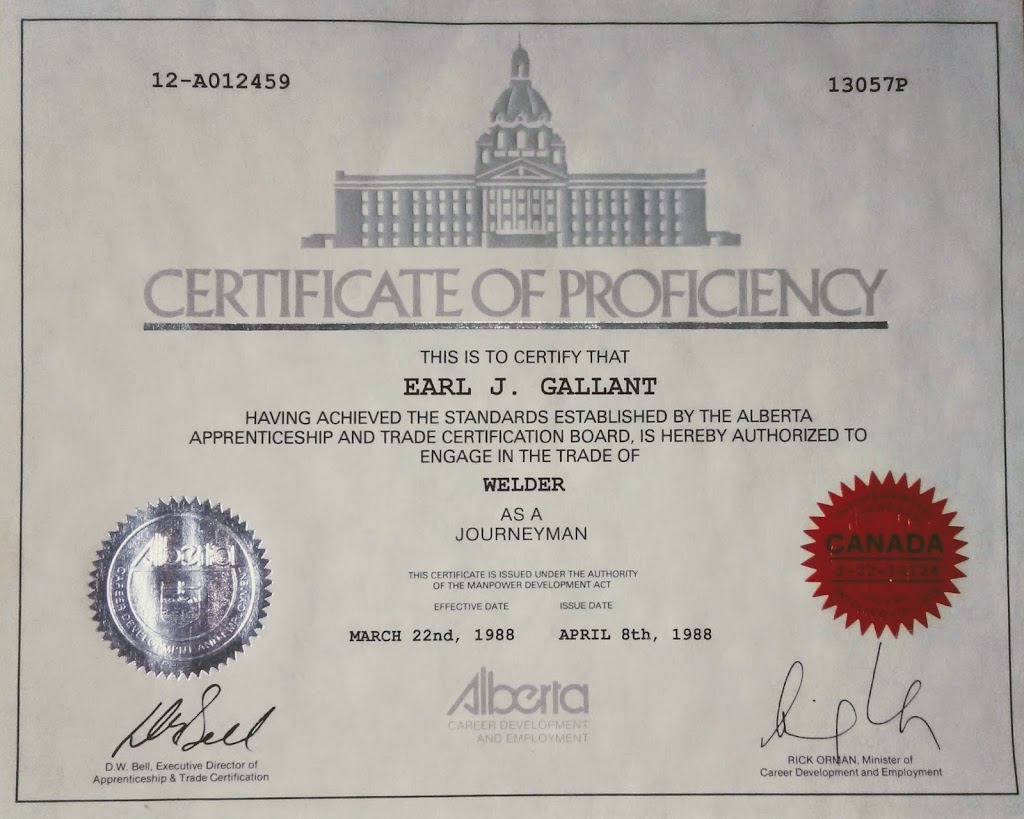 12-A012459
13057P
CERTIFICATE OF PROFICIENCY
THIS IS TO CERTIFY THAT
EARL J. GALLANT
HAVING ACHIEVED THE STANDARDS ESTABLISHED BY THE ALBERTA
APPRENTICESHIP AND TRADE CERTIFICATION BOARD, IS HEREBY AUTHORIZED TO
ENGAGE IN THE TRADE OF
WELDER
AS A
JOURNEYMAN
THIS CERTIFICATE IS ISSUED UNDER THE AUTHORITY
OF THE MANPOWER DEVELOPMENT ACT
EFFECTIVE DATE ISSUE DATE
MARCH 22nd, 1988 APRIL 8th, 1988
Alberta
CAREER DEVELOPMENT AND
CANADA
Alberta
CAREER DEVELOPMENT
AND EMPLOYMENT
D.W. Bell, Executive Director of
Apprenticeship & Trade Certification
RICK ORMAN, Minister of
Career Development and Employment